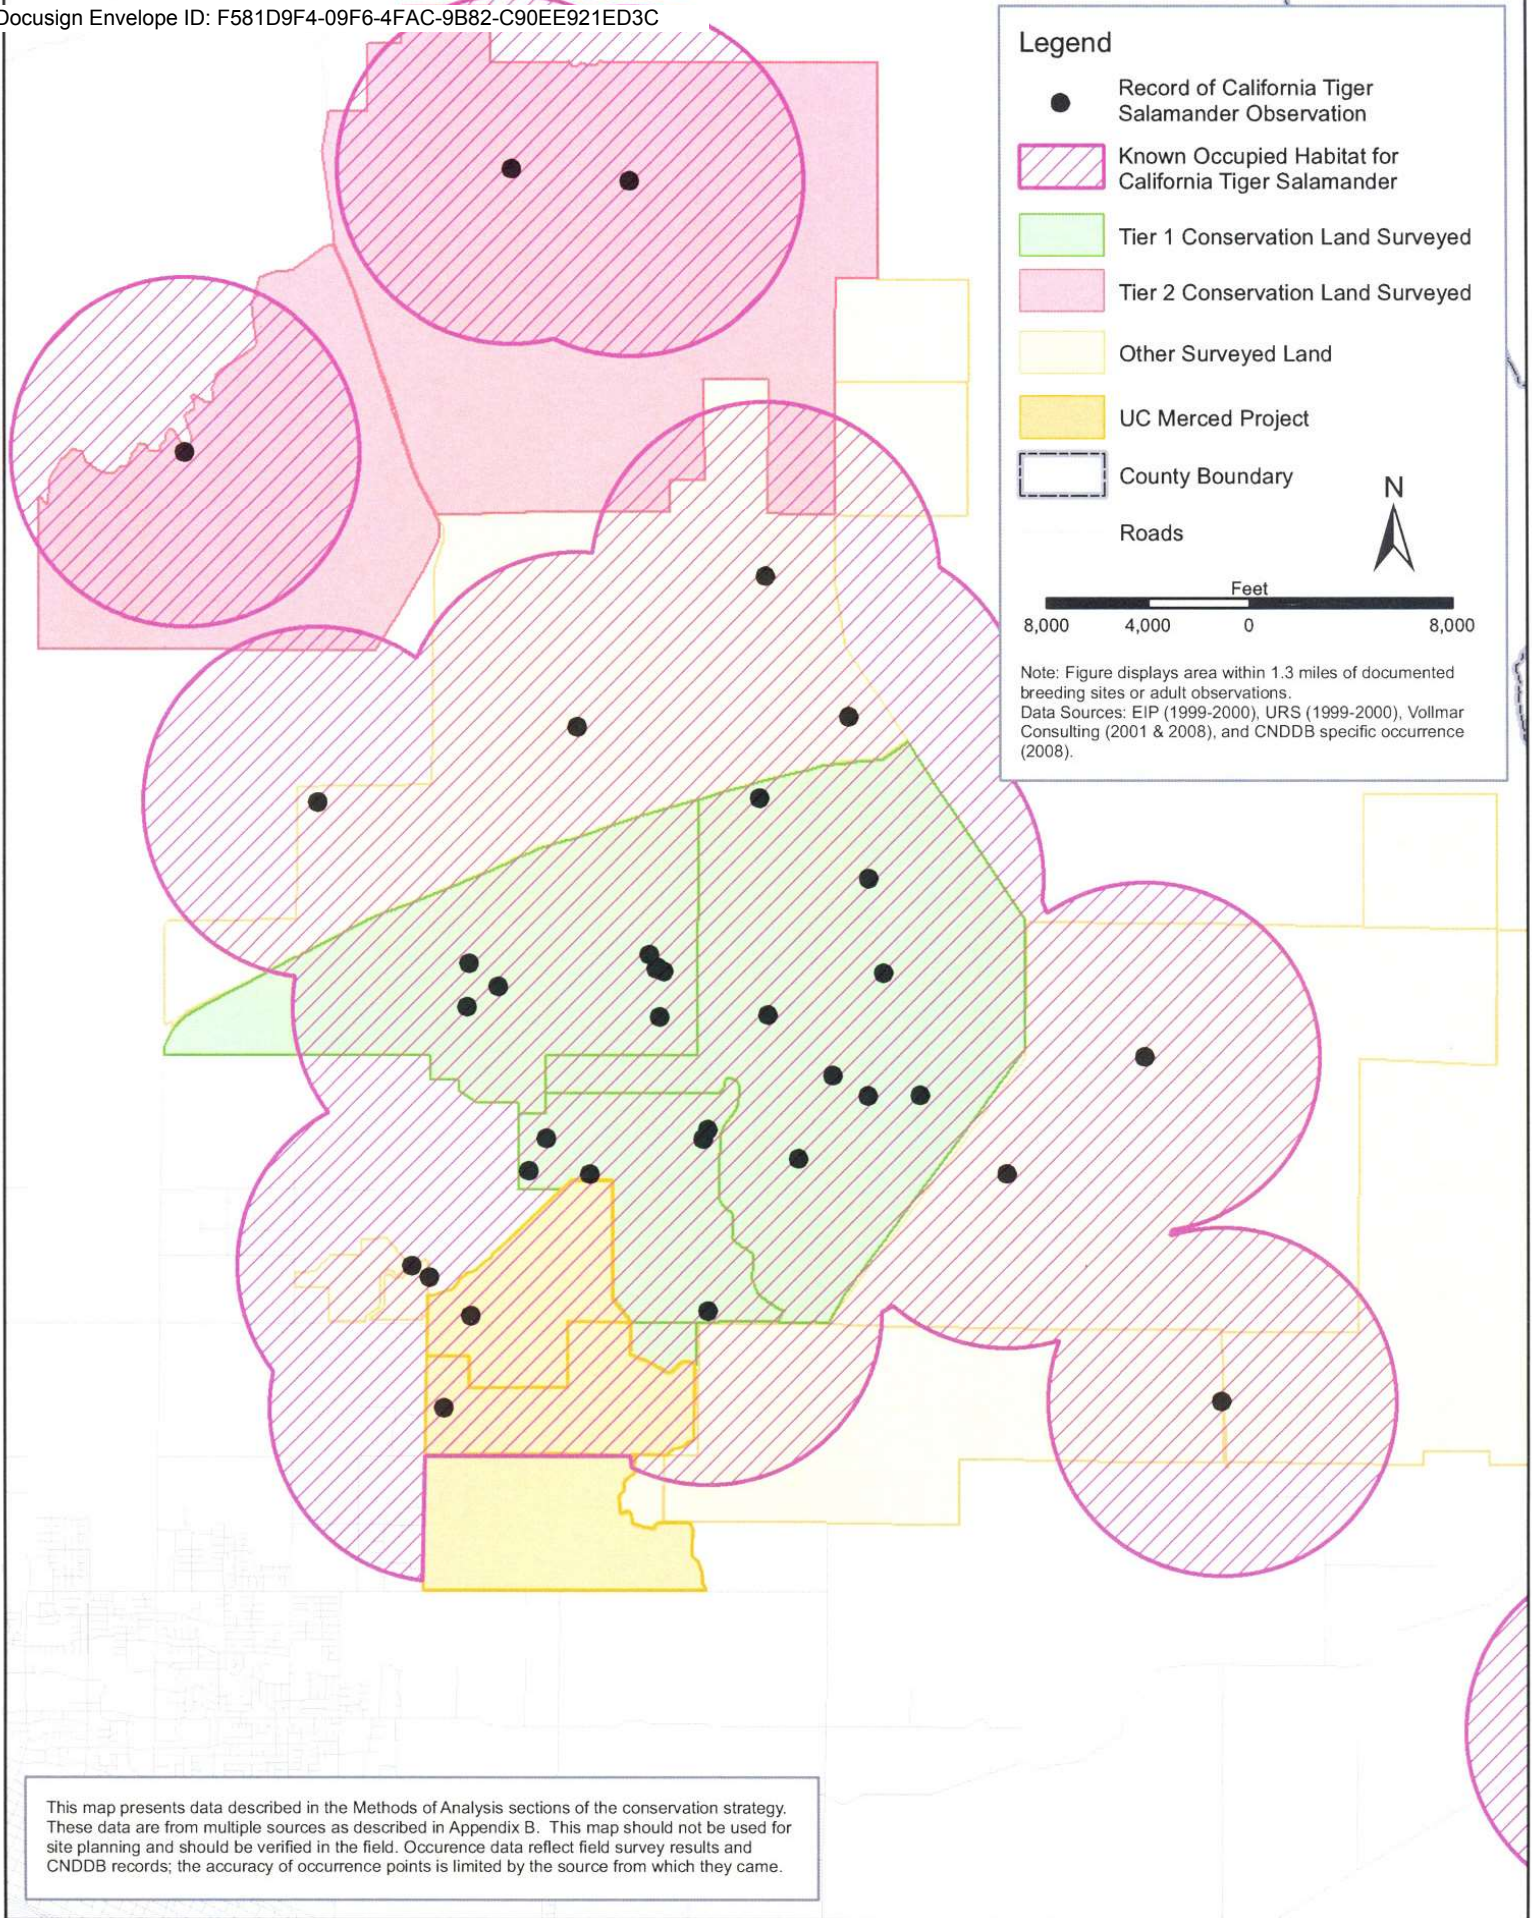 Docusign Envelope ID: F581D9F4-09F6-4FAC-9B82-C90EE921ED3C
Legend
Record of California Tiger
Salamander Observation
Known Occupied Habitat for
California Tiger Salamander
Tier 1 Conservation Land Surveyed
Tier 2 Conservation Land Surveyed
Other Surveyed Land
UC Merced Project
County Boundary
N
Roads
Feet
8,000 4,000 0 8,000
Note: Figure displays area within 1.3 miles of documented
breeding sites or adult observations.
Data Sources: EIP (1999-2000), URS (1999-2000), Vollmar
Consulting (2001 & 2008), and CNDDB specific occurrence
(2008).
This map presents data described in the Methods of Analysis sections of the conservation strategy.
These data are from multiple sources as described in Appendix B. This map should not be used for
site planning and should be verified in the field. Occurence data reflect field survey results and
CNDDB records; the accuracy of occurrence points is limited by the source from which they came.